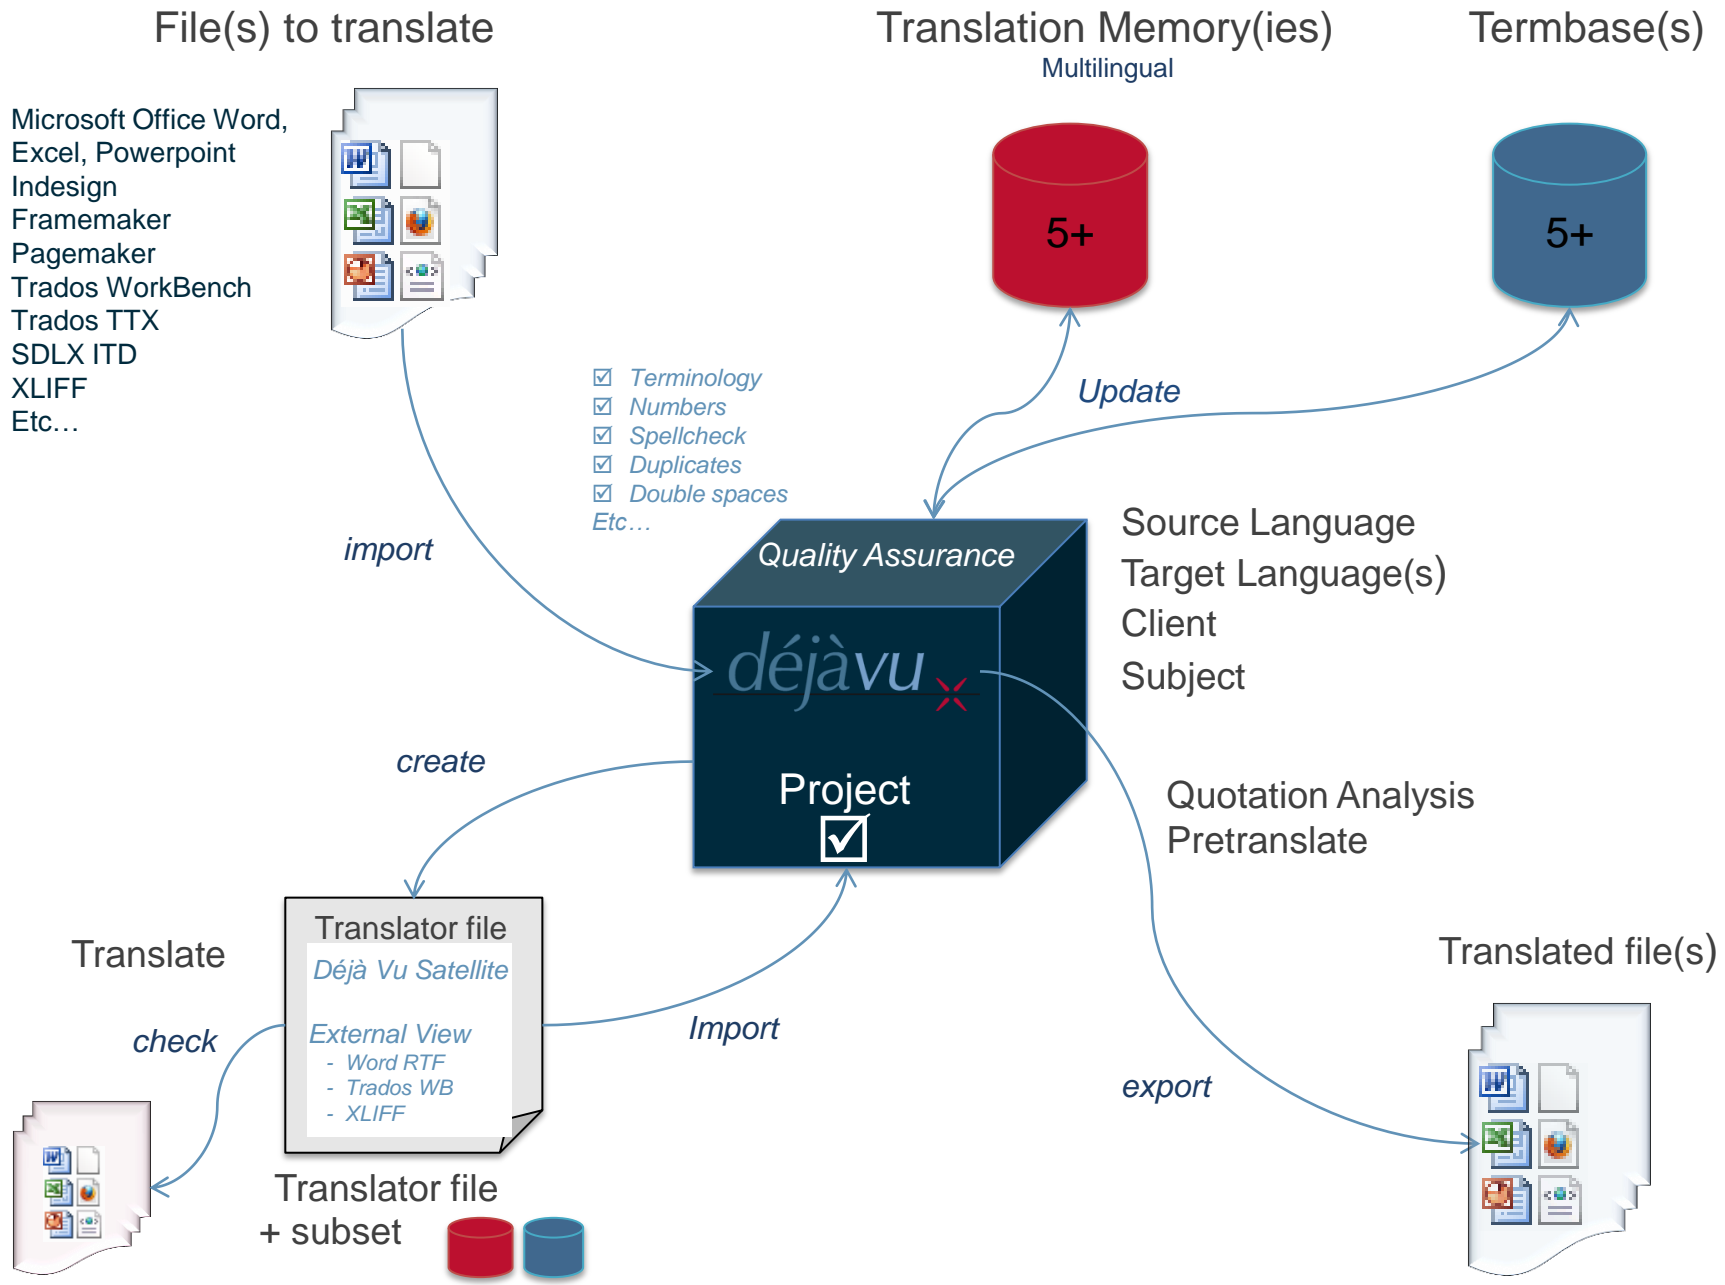 File(s) to translate
Translation Memory(ies)
Multilingual
Termbase(s)
Microsoft Office Word,
Excel, Powerpoint
Indesign
Framemaker
Pagemaker
Trados WorkBench
Trados TTX
SDLX ITD
XLIFF
Etc…
5+
5+
Update
☑ Terminology
☑ Numbers
☑ Spellcheck
☑ Duplicates
☑ Double spaces
Etc…
import
Quality Assurance
déjàvu
Project
Source Language
Target Language(s)
Client
Subject
create
Quotation Analysis
Pretranslate
Translate
check
Translator file
Déjà Vu Satellite
External View
- Word RTF
- Trados WB
- XLIFF
Import
export
Translated file(s)
Translator file
+ subset